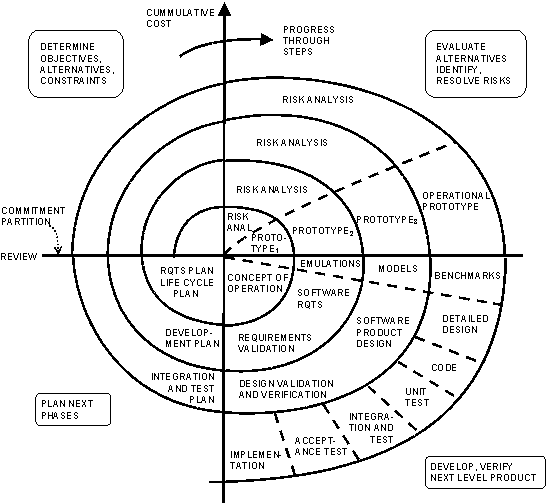 CUMMULATIVE
COST
PROGRESS
THROUGH
STEPS
DETERMINE
OBJECTIVES,
ALTERNATIVES,
CONSTRAINTS
EVALUATE
ALTERNATIVES
IDENTIFY,
RESOLVE RISKS
RISK ANALYSIS
RISK ANALYSIS
RISK ANALYSIS
RISK
ANAL.
PROTO-
TYPE1
PROTOTYPE2
PROTOTYPE3
OPERATIONAL
PROTOTYPE
COMMITMENT
PARTITION
REVIEW
EMULATIONS
MODELS
BENCHMARKS
RQTS PLAN
LIFE CYCLE
PLAN
CONCEPT OF
OPERATION
SOFTWARE
RQTS
SOFTWARE
PRODUCT
DESIGN
DETAILED
DESIGN
DEVELOP-
MENT PLAN
REQUIREMENTS
VALIDATION
CODE
INTEGRATION
AND TEST
PLAN
DESIGN VALIDATION
AND VERIFICATION
UNIT
TEST
INTEGRA-
TION AND
TEST
ACCEPT-
ANCE TEST
IMPLEMEN-
TATION
PLAN NEXT
PHASES
DEVELOP, VERIFY
NEXT LEVEL PRODUCT